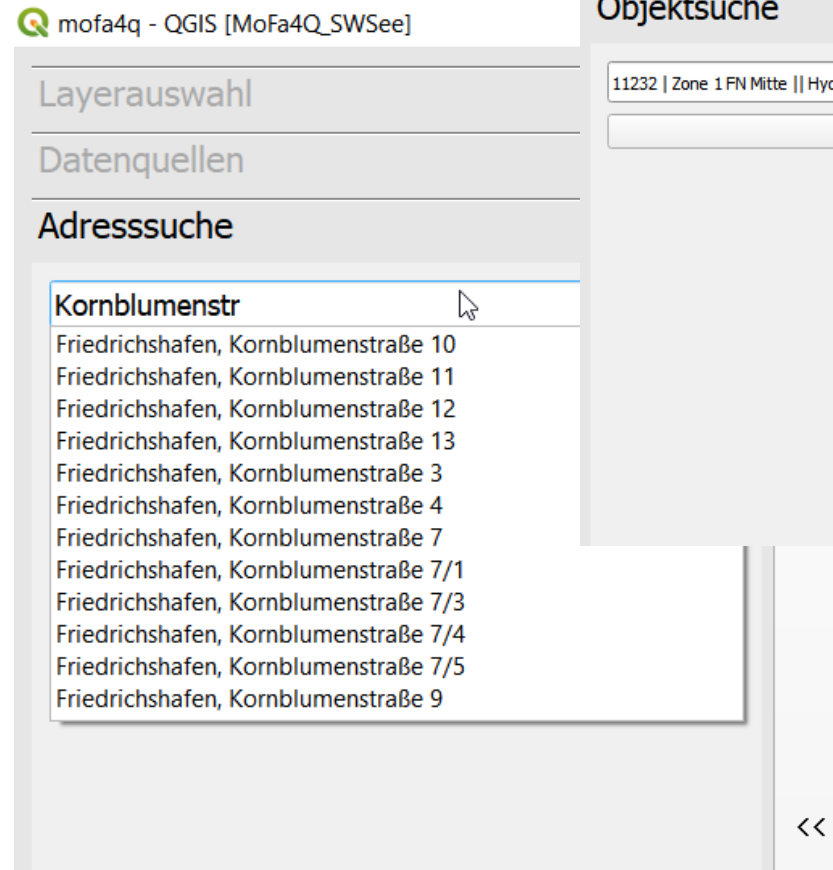 mofa4q - QGIS [MoFa4Q_SWSee]
Layerauswahl
Datenquellen
Adresssuche
Kornblumenstr
Friedrichshafen, Kornblumenstraße 10
Friedrichshafen, Kornblumenstraße 11
Friedrichshafen, Kornblumenstraße 12
Friedrichshafen, Kornblumenstraße 13
Friedrichshafen, Kornblumenstraße 3
Friedrichshafen, Kornblumenstraße 4
Friedrichshafen, Kornblumenstraße 7
Friedrichshafen, Kornblumenstraße 7/1
Friedrichshafen, Kornblumenstraße 7/3
Friedrichshafen, Kornblumenstraße 7/4
Friedrichshafen, Kornblumenstraße 7/5
Friedrichshafen, Kornblumenstraße 9
Objektsuche
11232 | Zone 1 FN Mitte || Hyd
<<